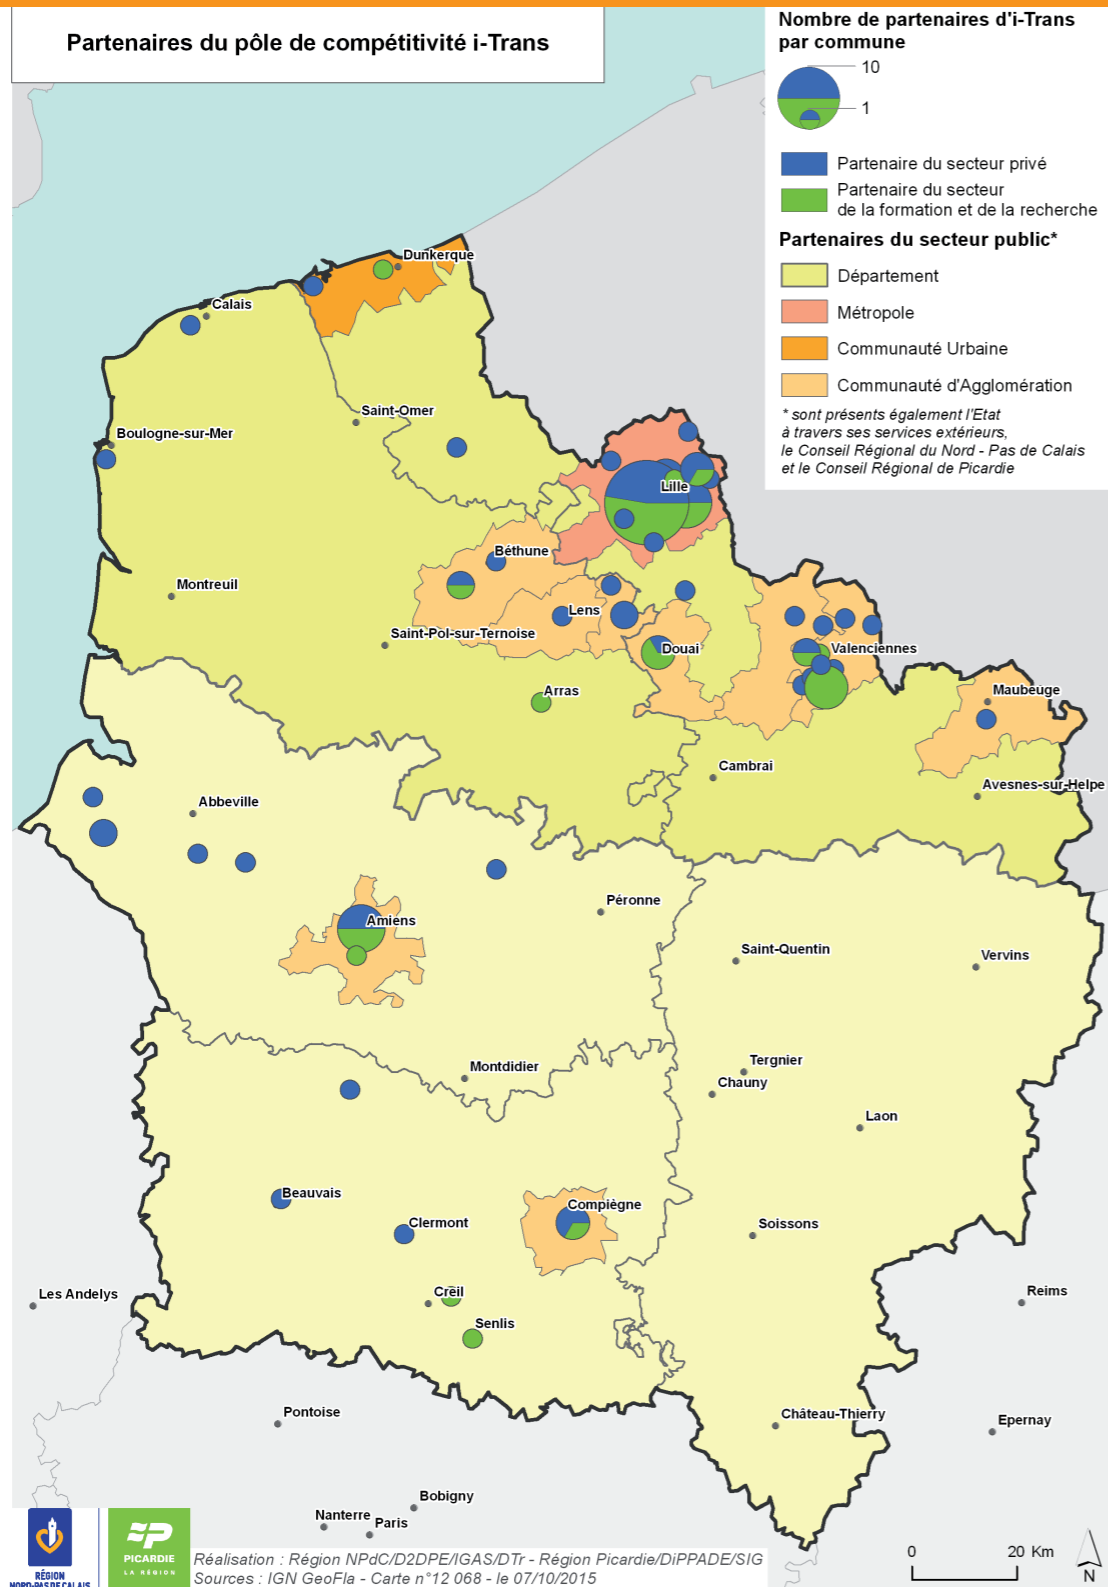 Partenaires du pôle de compétitivité i-Trans
Nombre de partenaires d'i-Trans
par commune
10
1
Partenaire du secteur privé
Partenaire du secteur
de la formation et de la recherche
Partenaires du secteur public*
Département
Métropole
Communauté Urbaine
Communauté d'Agglomération
* sont présents également l'Etat
à travers ses services extérieurs,
le Conseil Régional du Nord - Pas de Calais
et le Conseil Régional de Picardie
Dunkerque
Calais
Saint-Omer
Boulogne-sur-Mer
Lille
Béthune
Montreuil
Lens
Saint-Pol-sur-Ternoise
Douai
Valenciennes
Arras
Maubeuge
Cambrai
Avesnes-sur-Helpe
Abbeville
Péronne
Amiens
Saint-Quentin
Vervins
Montdidier
Tergnier
Chauny
Laon
Beauvais
Clermont
Compiègne
Soissons
Creil
Les Andelys
Reims
Senlis
Pontoise
Château-Thierry
Epernay
Bobigny
Nanterre
Paris
RÉGION
NORD-PAS DE CALAIS
PICARDIE
LA RÉGION
Réalisation : Région NPdC/D2DPE/IGAS/DTr - Région Picardie/DiPPADE/SIG
Sources : IGN GeoFla - Carte n°12 068 - le 07/10/2015
0 20 Km
N